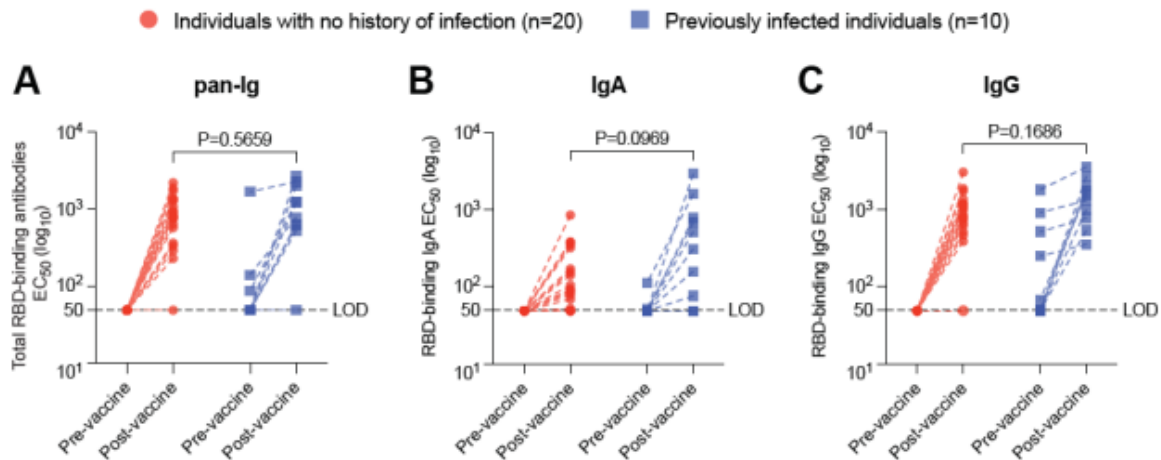 Individuals with no history of infection (n=20) Previously infected individuals (n=10)
A pan-Ig
Total RBD-binding antibodies
EC50 (log10)
10⁴
10³
10²
50
10¹
P=0.5659
LOD
Pre-vaccine
Post-vaccine
Pre-vaccine
Post-vaccine
B IgA
RBD-binding IgA EC50 (log10)
10⁴
10³
10²
50
10¹
P=0.0969
LOD
Pre-vaccine
Post-vaccine
Pre-vaccine
Post-vaccine
C IgG
RBD-binding IgG EC50 (log10)
10⁴
10³
10²
50
10¹
P=0.1686
LOD
Pre-vaccine
Post-vaccine
Pre-vaccine
Post-vaccine